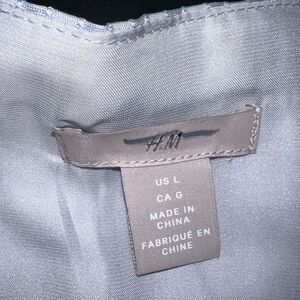 H.M
US L
CA G
MADE IN
CHINA
FABRIQUÉ EN
CHINE